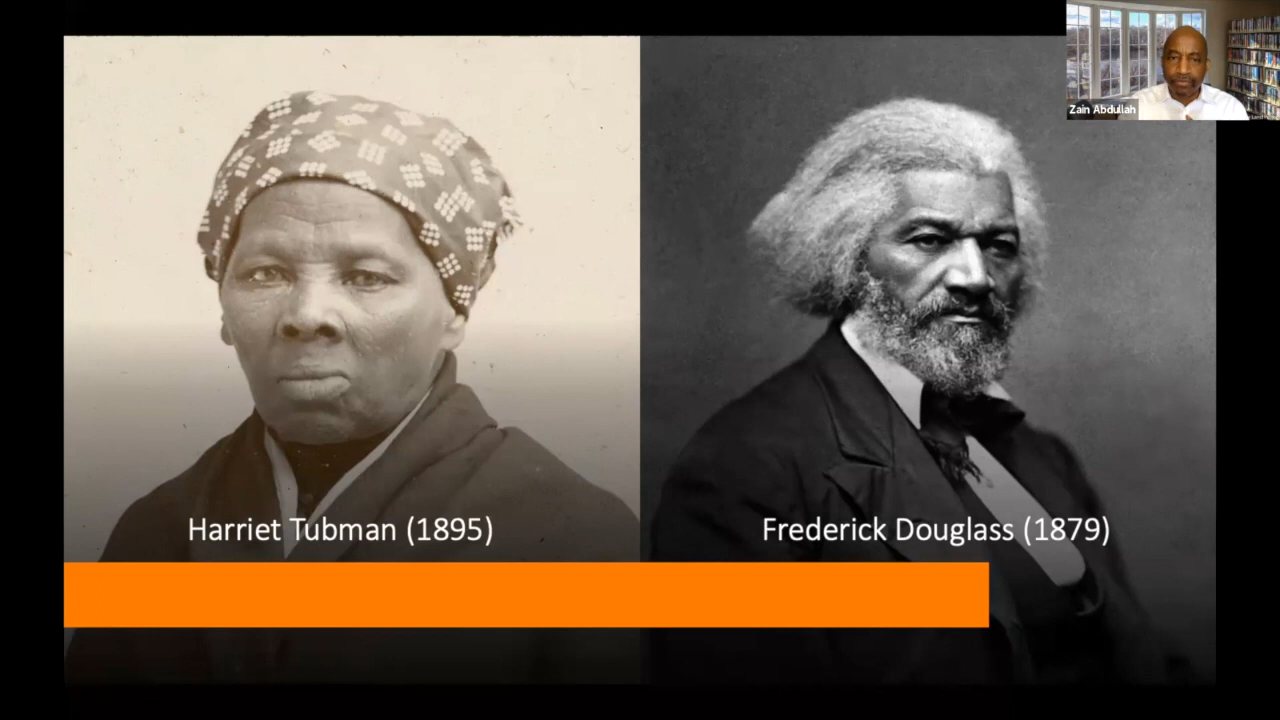 Zain Abdullah
Harriet Tubman (1895)
Frederick Douglass (1879)